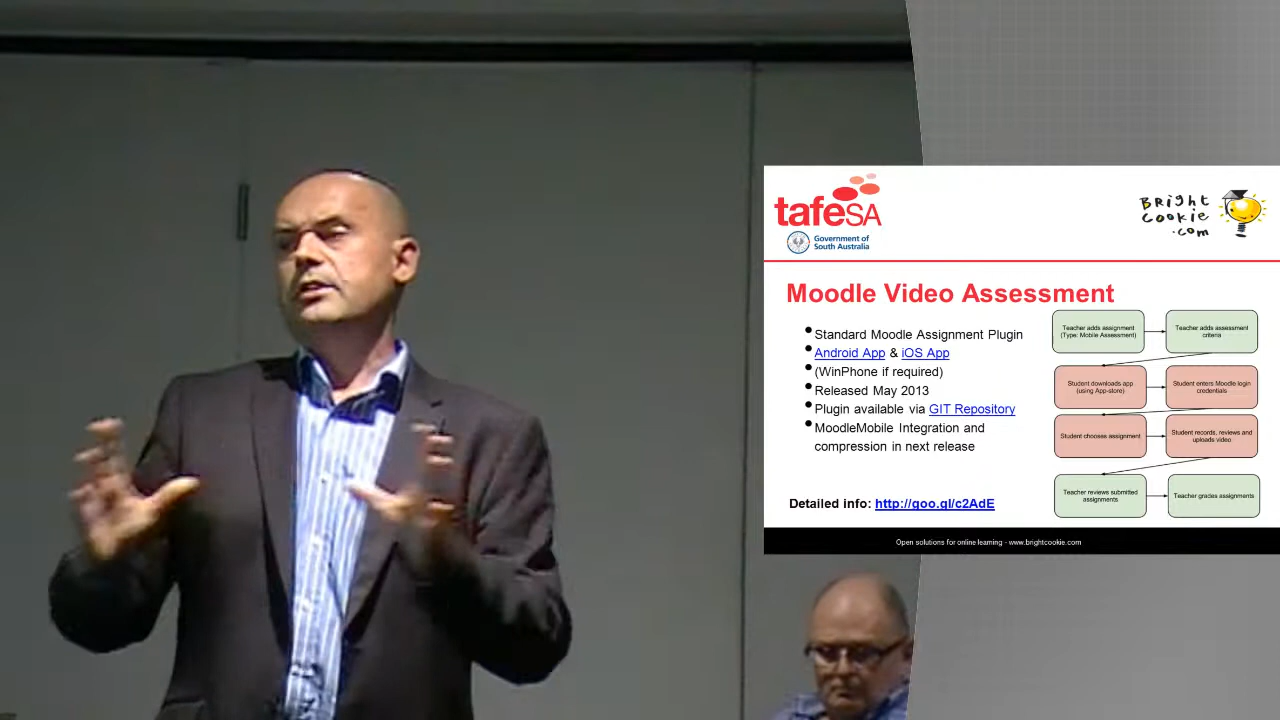 tafeSA
Government of
South Australia
BRight
Cookie
.com
Moodle Video Assessment
Standard Moodle Assignment Plugin
Android App & iOS App
(WinPhone if required)
Released May 2013
Plugin available via GIT Repository
MoodleMobile Integration and
compression in next release
Detailed info: http://goo.gl/c2AdE
Teacher adds assignment
(Type: Mobile Assessment)
Teacher adds assessment
criteria
Student downloads app
(using App-store)
Student enters Moodle login
credentials
Student chooses assignment
Student records, reviews and
uploads video
Teacher reviews submitted
assignments
Teacher grades assignments
Open solutions for online learning - www.brightcookie.com